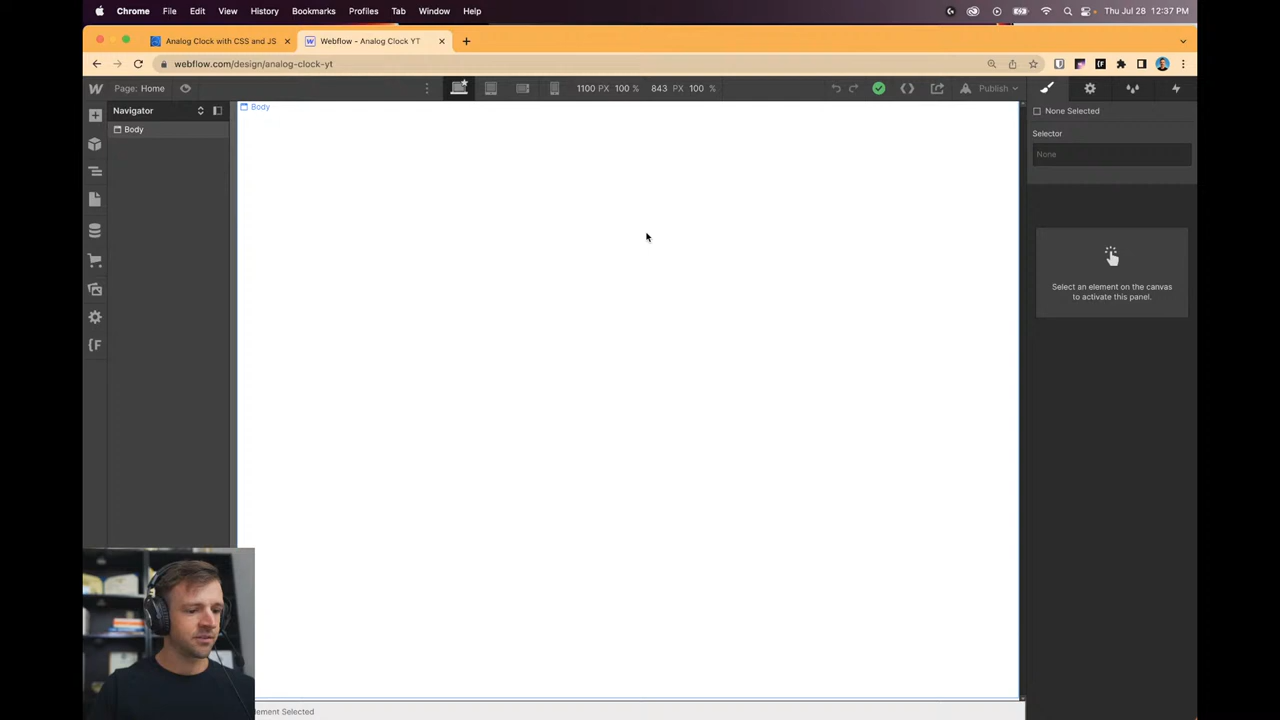 Chrome File Edit View History Bookmarks Profiles Tab Window Help Thu Jul 28 12:37 PM
Analog Clock with CSS and JS Webflow - Analog Clock YT
webflow.com/design/analog-clock-yt
Page: Home 1100 PX 100 % 843 PX 100 % Publish
Navigator Body None Selected
Body
Selector
None
Select an element on the canvas
to activate this panel.
lement Selected